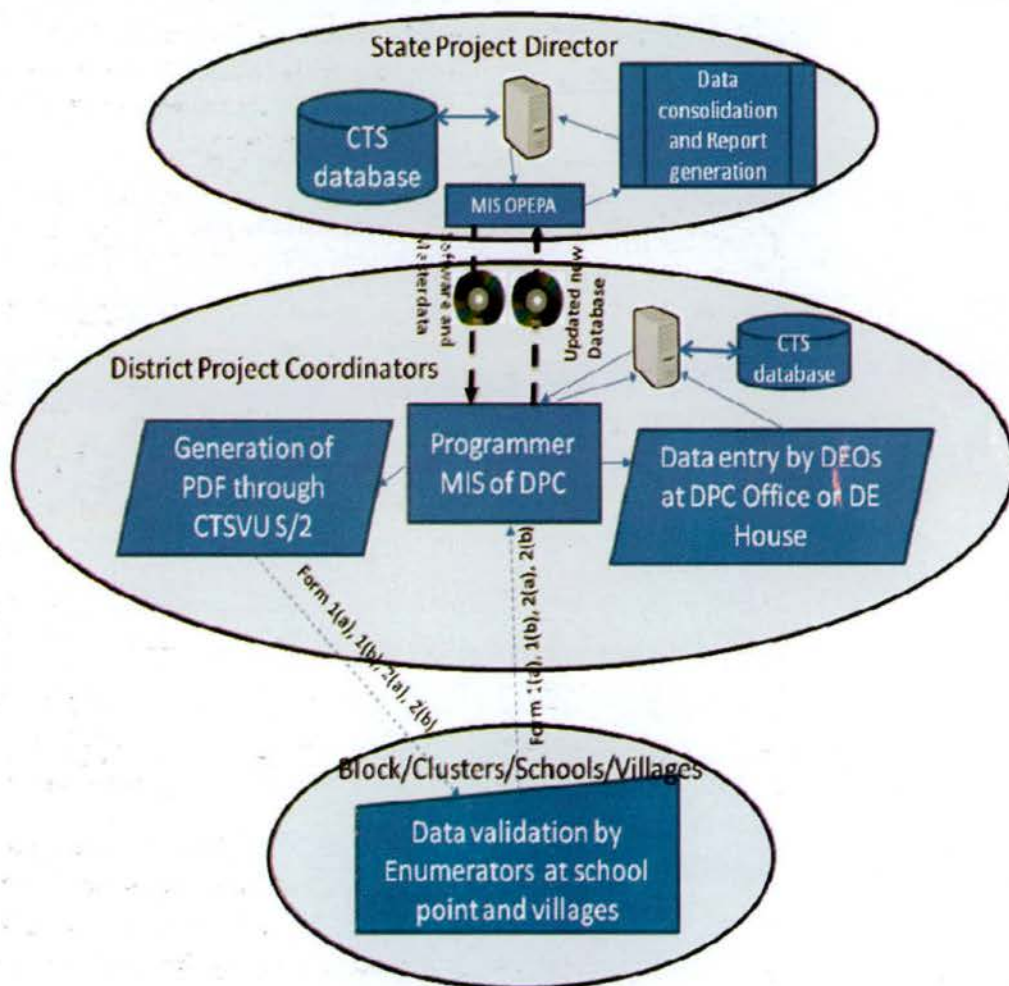 State Project Director
Data
consolidation
and Report
generation
CTS
database
MIS OPEPA
oftware and
Masterdata
Updated new
Database
District Project Coordinators
CTS
database
Generation of
PDF through
CTSVU S/2
Programmer
MIS of DPC
Data entry by DEOs
at DPC Office or DE
House
Form 1(a), 1(b), 2(a), 2(b)
Form 1(a), 1(b), 2(a), 2(b)
Block/Clusters/Schools/Villages
Data validation by
Enumerators at school
point and villages